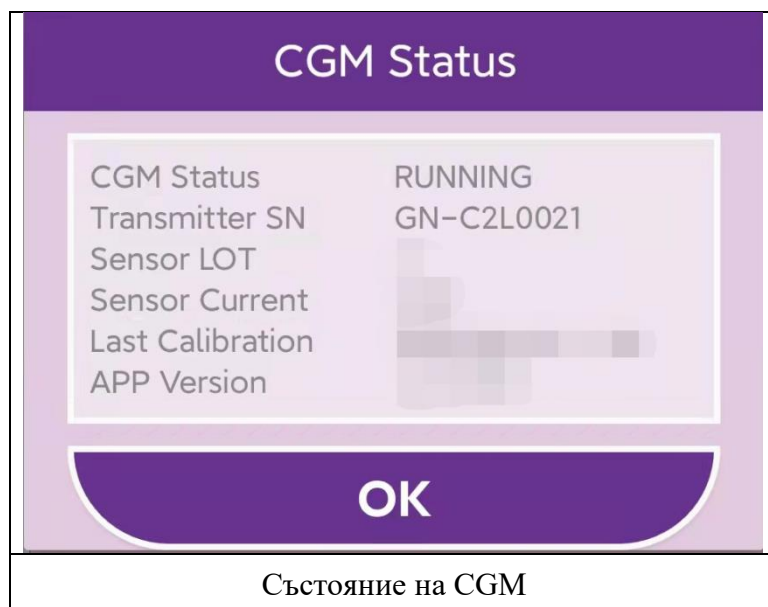 CGM Status
CGM Status RUNNING
Transmitter SN GN-C2L0021
Sensor LOT
Sensor Current
Last Calibration
APP Version
OK
Състояние на CGM